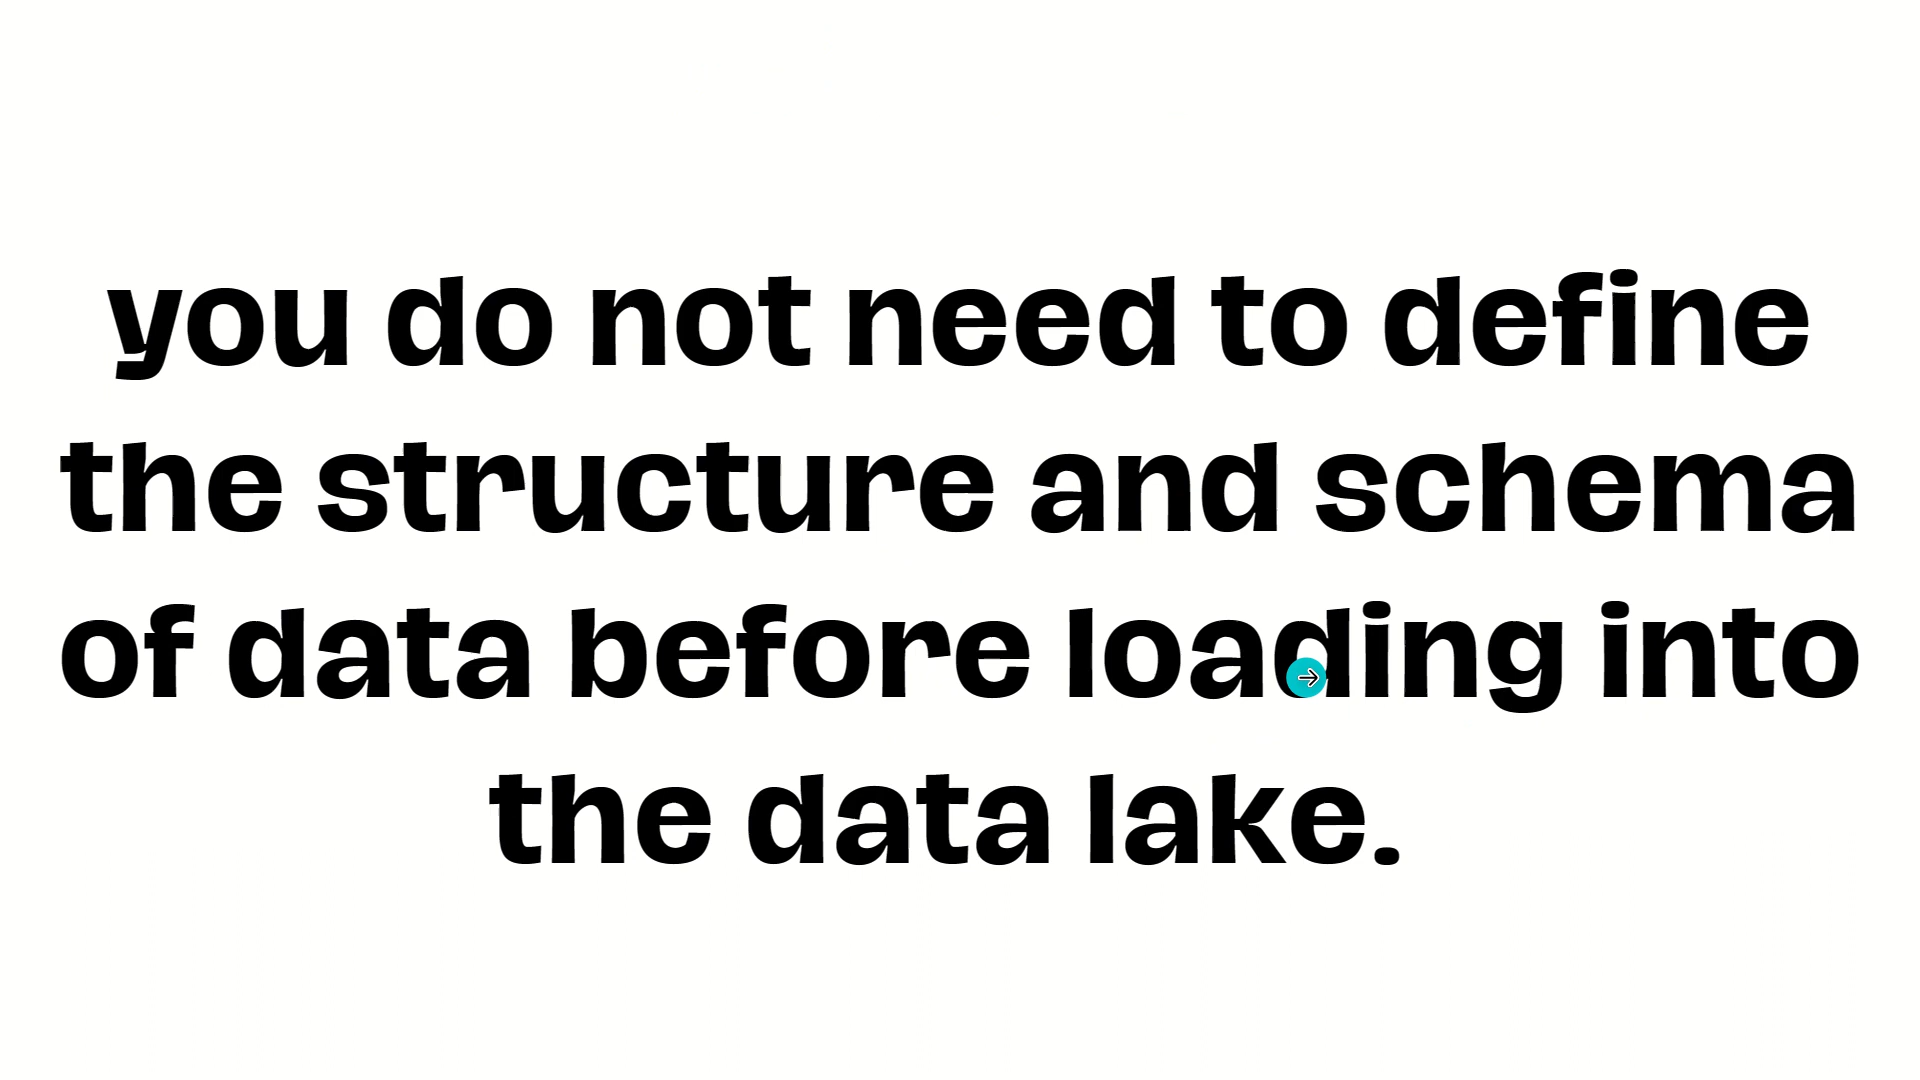 you do not need to define
the structure and schema
of data before loading into
the data lake.